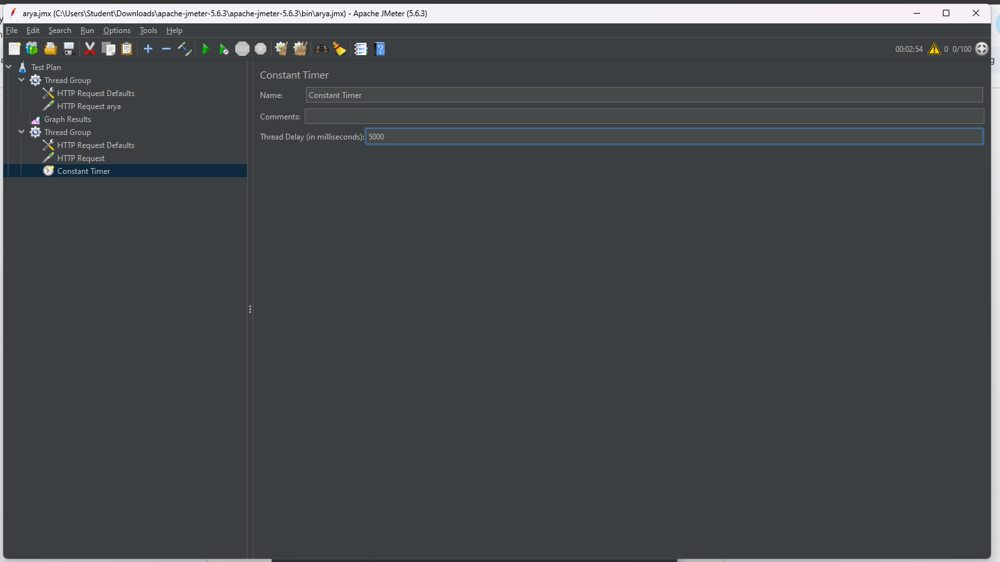 arya.jmx (C:\Users\Student\Downloads\apache-jmeter-5.6.3\apache-jmeter-5.6.3\bin\arya.jmx) - Apache JMeter (5.6.3)
File Edit Search Run Options Tools Help
STOP 00:02:54 0 0/100
Test Plan
Thread Group
HTTP Request Defaults
HTTP Request arya
Graph Results
Thread Group
HTTP Request Defaults
HTTP Request
Constant Timer
Constant Timer
Name: Constant Timer
Comments:
Thread Delay (in milliseconds): 5000